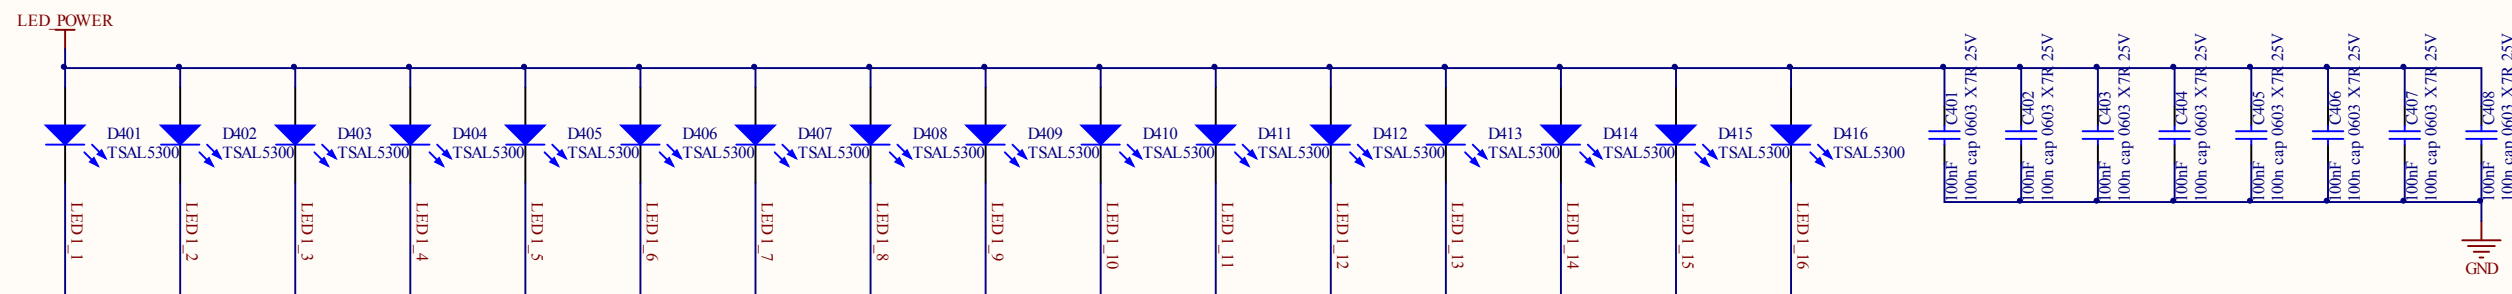 LED_POWER
D401
TSAL5300
D402
TSAL5300
D403
TSAL5300
D404
TSAL5300
D405
TSAL5300
D406
TSAL5300
D407
TSAL5300
D408
TSAL5300
D409
TSAL5300
D410
TSAL5300
D411
TSAL5300
D412
TSAL5300
D413
TSAL5300
D414
TSAL5300
D415
TSAL5300
D416
TSAL5300
LED1_1
LED1_2
LED1_3
LED1_4
LED1_5
LED1_6
LED1_7
LED1_8
LED1_9
LED1_10
LED1_11
LED1_12
LED1_13
LED1_14
LED1_15
LED1_16
C401
100nF
100n cap 0603 X7R 25V
C402
100nF
100n cap 0603 X7R 25V
C403
100nF
100n cap 0603 X7R 25V
C404
100nF
100n cap 0603 X7R 25V
C405
100nF
100n cap 0603 X7R 25V
C406
100nF
100n cap 0603 X7R 25V
C407
100nF
100n cap 0603 X7R 25V
C408
100nF
100n cap 0603 X7R 25V
GND